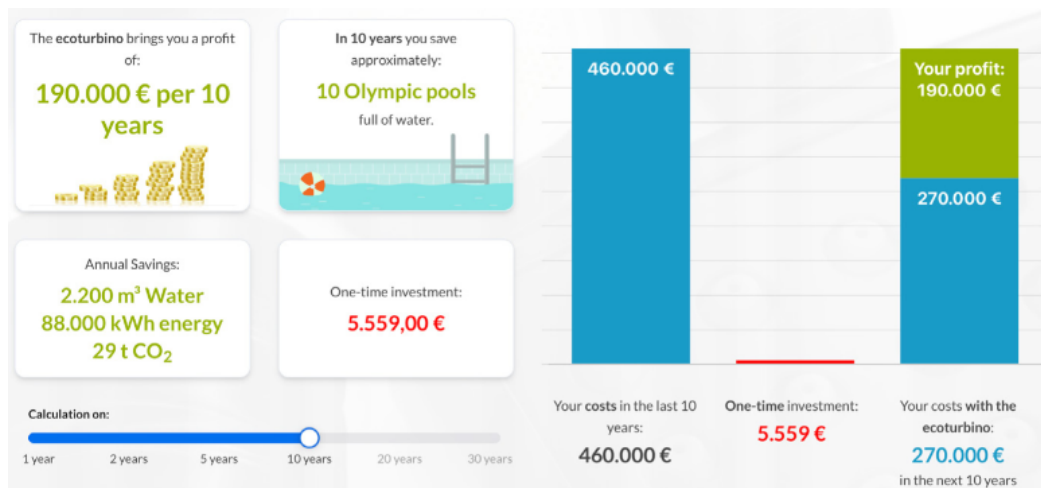 The ecoturbino brings you a profit
of:
190.000 € per 10
years
In 10 years you save
approximately:
10 Olympic pools
full of water.
Annual Savings:
2.200 m³ Water
88.000 kWh energy
29 t CO₂
One-time investment:
5.559,00 €
Calculation on:
1 year 2 years 5 years 10 years 20 years 30 years
460.000 €
Your profit:
190.000 €
270.000 €
Your costs in the last 10
years:
460.000 €
One-time investment:
5.559 €
Your costs with the
ecoturbino:
270.000 €
in the next 10 years